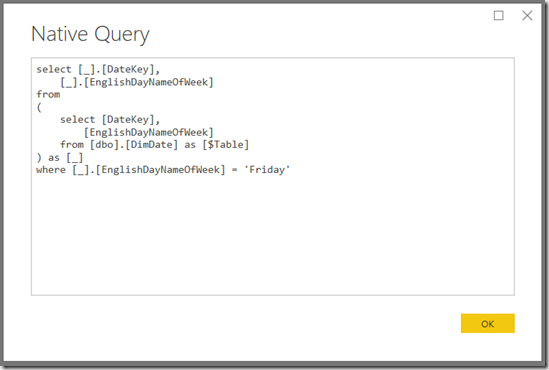 Native Query
select [_].[DateKey],
    [_].[EnglishDayNameOfWeek]
from
(
    select [DateKey],
        [EnglishDayNameOfWeek]
    from [dbo].[DimDate] as [$Table]
) as [_]
where [_].[EnglishDayNameOfWeek] = 'Friday'
OK